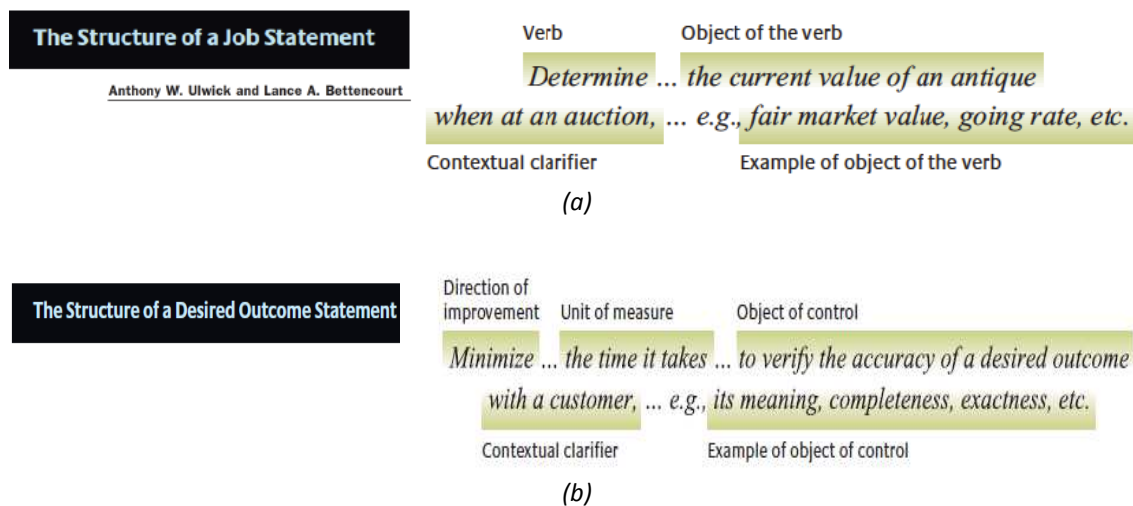 The Structure of a Job Statement
Anthony W. Ulwick and Lance A. Bettencourt
Verb Object of the verb
Determine ... the current value of an antique
when at an auction, ... e.g., fair market value, going rate, etc.
Contextual clarifier Example of object of the verb
(a)
The Structure of a Desired Outcome Statement
Direction of
improvement Unit of measure Object of control
Minimize ... the time it takes ... to verify the accuracy of a desired outcome
with a customer, ... e.g., its meaning, completeness, exactness, etc.
Contextual clarifier Example of object of control
(b)